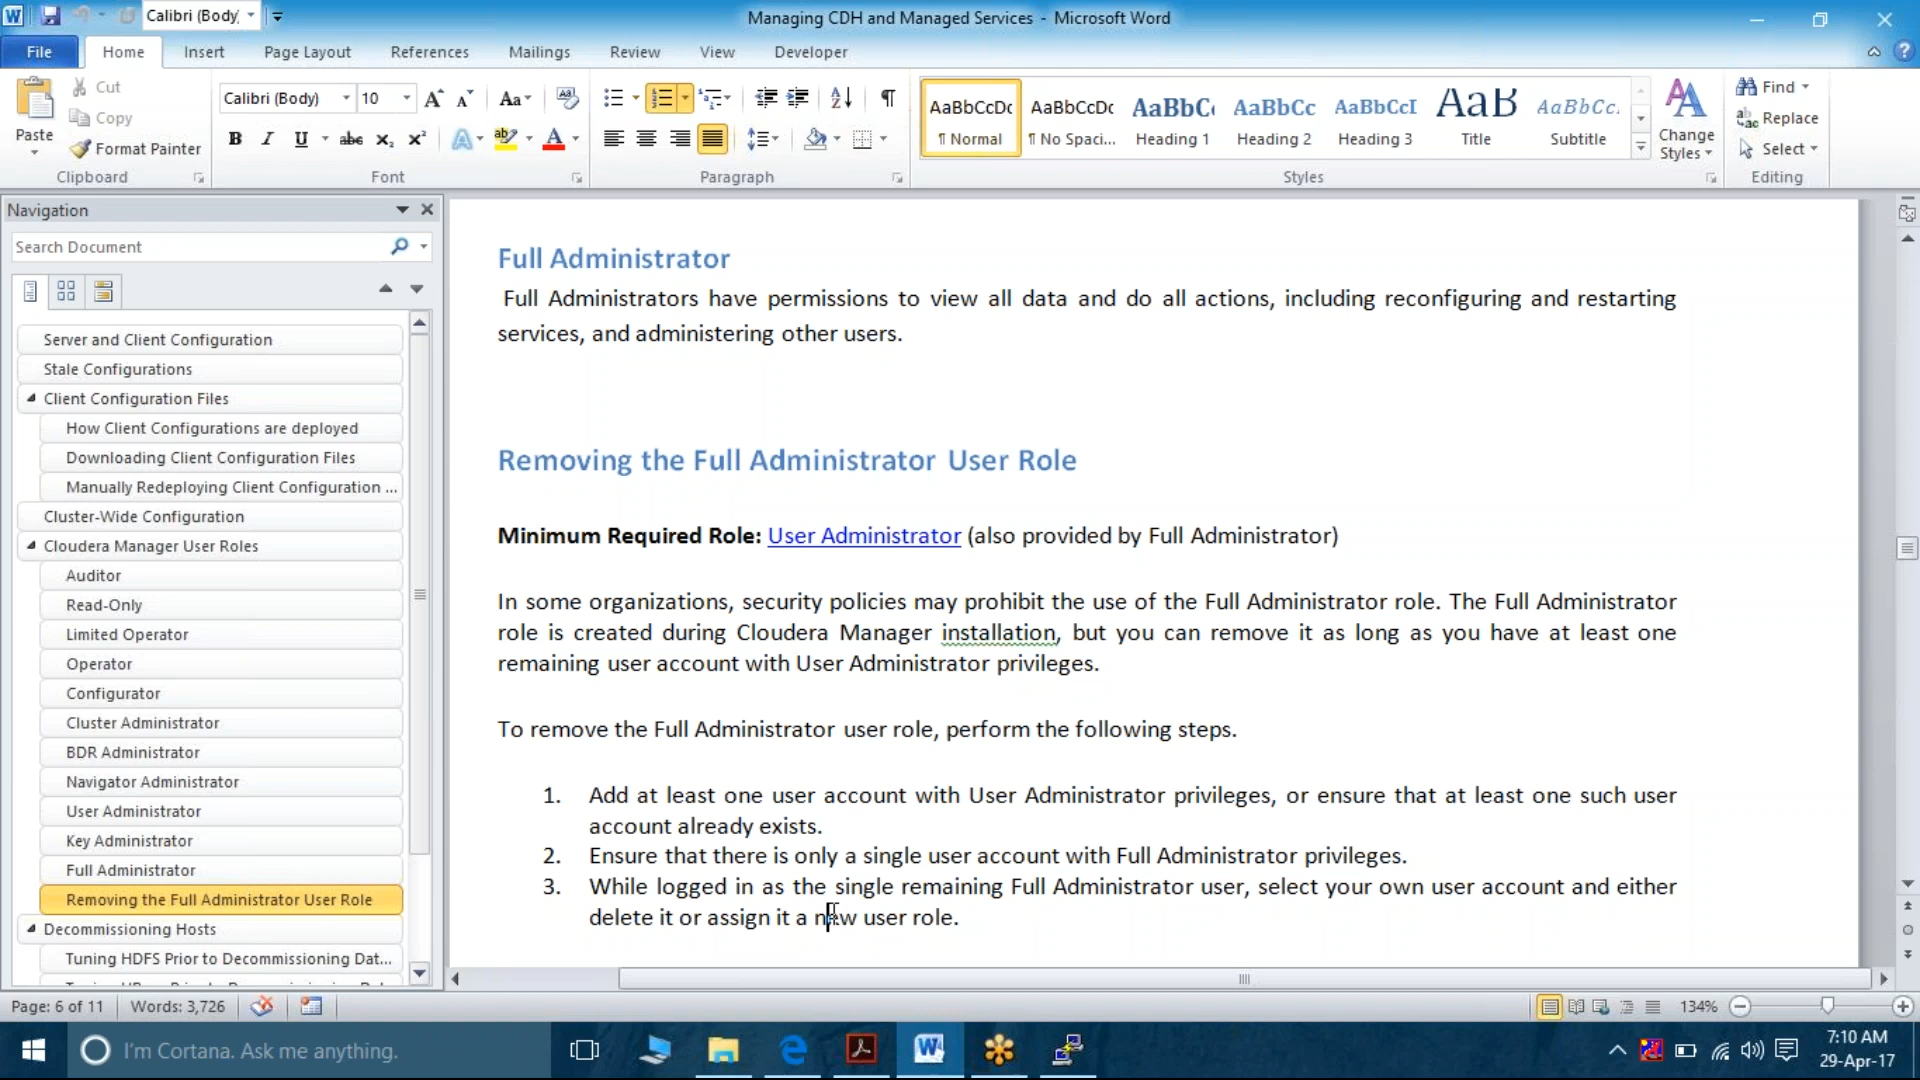 Calibri (Body)
Managing CDH and Managed Services - Microsoft Word
File Home Insert Page Layout References Mailings Review View Developer
Paste
Cut
Copy
Format Painter
Clipboard
Calibri (Body) 10
Font
Paragraph
AaBbCcDc AaBbCcDc AaBbC AaBbCc AaBbCcI AaB AaBbCc.
¶ Normal ¶ No Spaci... Heading 1 Heading 2 Heading 3 Title Subtitle
Styles
Change Styles
Find
Replace
Select
Editing
Navigation
Search Document
Server and Client Configuration
Stale Configurations
Client Configuration Files
How Client Configurations are deployed
Downloading Client Configuration Files
Manually Redeploying Client Configuration ...
Cluster-Wide Configuration
Cloudera Manager User Roles
Auditor
Read-Only
Limited Operator
Operator
Configurator
Cluster Administrator
BDR Administrator
Navigator Administrator
User Administrator
Key Administrator
Full Administrator
Removing the Full Administrator User Role
Decommissioning Hosts
Tuning HDFS Prior to Decommissioning Dat...
Full Administrator
Full Administrators have permissions to view all data and do all actions, including reconfiguring and restarting
services, and administering other users.
Removing the Full Administrator User Role
Minimum Required Role: User Administrator (also provided by Full Administrator)
In some organizations, security policies may prohibit the use of the Full Administrator role. The Full Administrator
role is created during Cloudera Manager installation, but you can remove it as long as you have at least one
remaining user account with User Administrator privileges.
To remove the Full Administrator user role, perform the following steps.
1. Add at least one user account with User Administrator privileges, or ensure that at least one such user
account already exists.
2. Ensure that there is only a single user account with Full Administrator privileges.
3. While logged in as the single remaining Full Administrator user, select your own user account and either
delete it or assign it a new user role.
Page: 6 of 11 Words: 3,726
134%
I'm Cortana. Ask me anything.
7:10 AM
29-Apr-17